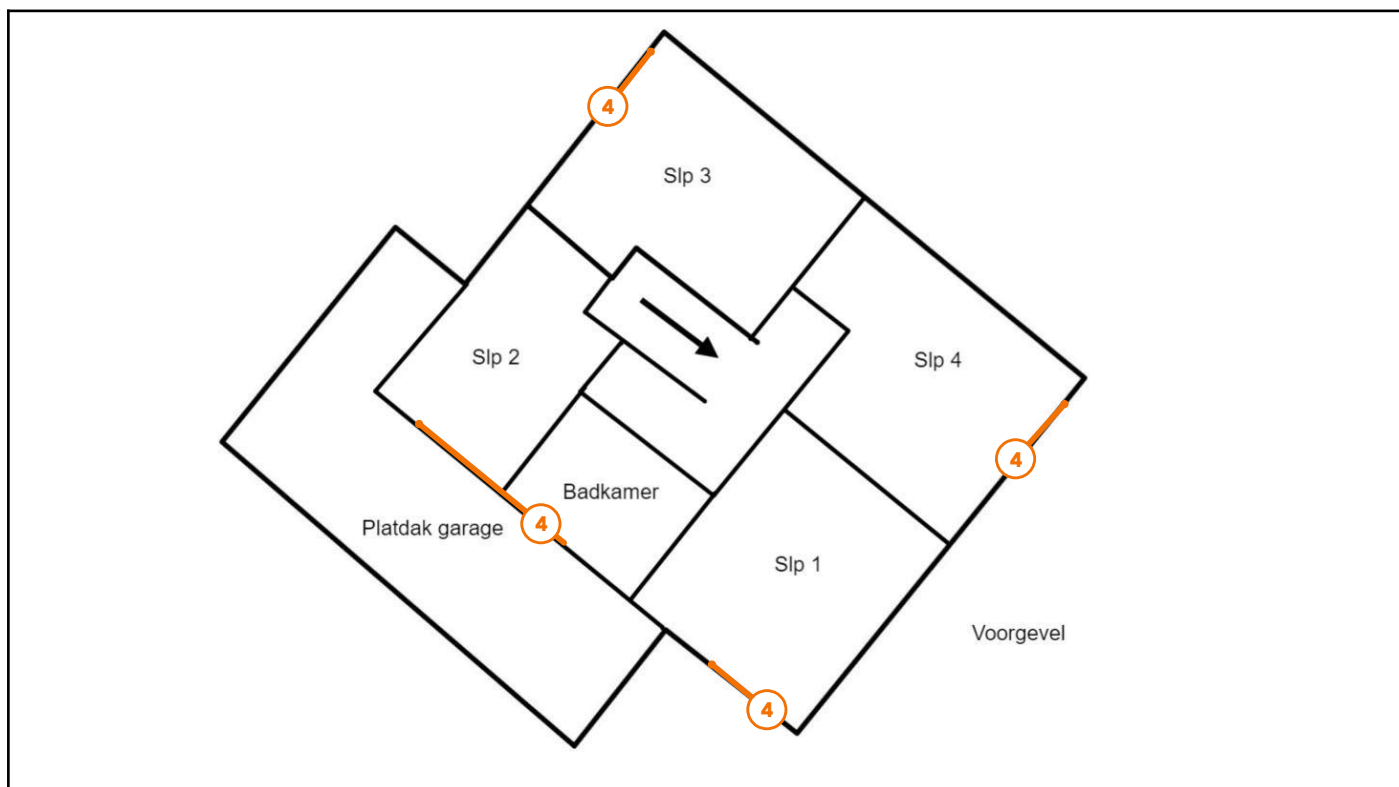 4
Slp 3
Slp 2
Slp 4
4
Badkamer
4
Platdak garage
Slp 1
Voorgevel
4